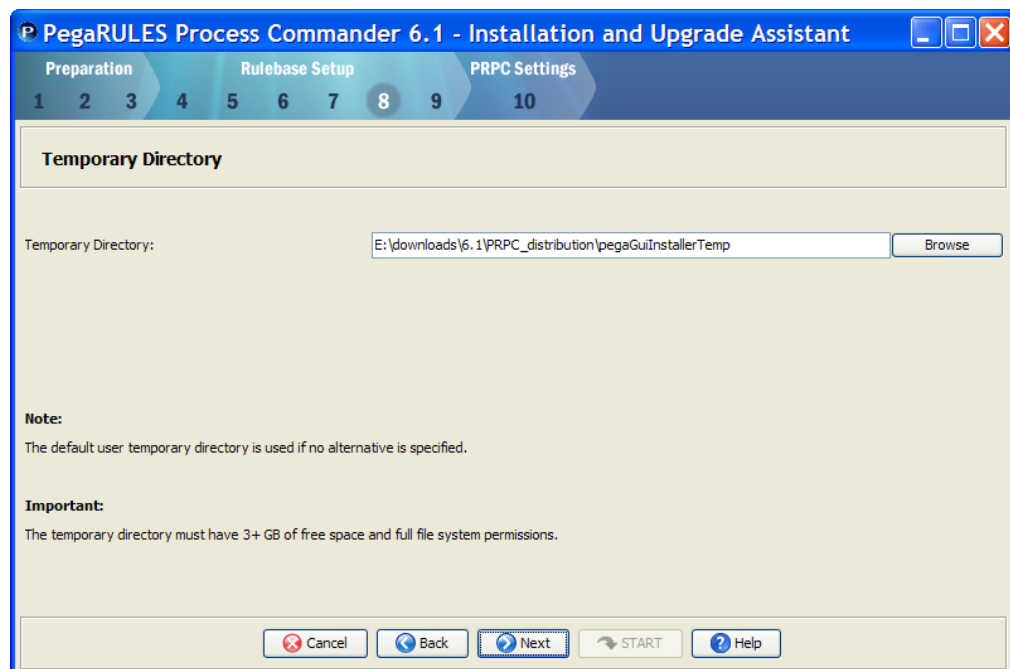 P PegaRULES Process Commander 6.1 - Installation and Upgrade Assistant
Preparation Rulebase Setup PRPC Settings
1 2 3 4 5 6 7 8 9 10
Temporary Directory
Temporary Directory: E:\downloads\6.1\PRPC_distribution\pegaGuiInstallerTemp Browse
Note:
The default user temporary directory is used if no alternative is specified.
Important:
The temporary directory must have 3+ GB of free space and full file system permissions.
Cancel Back Next START ? Help